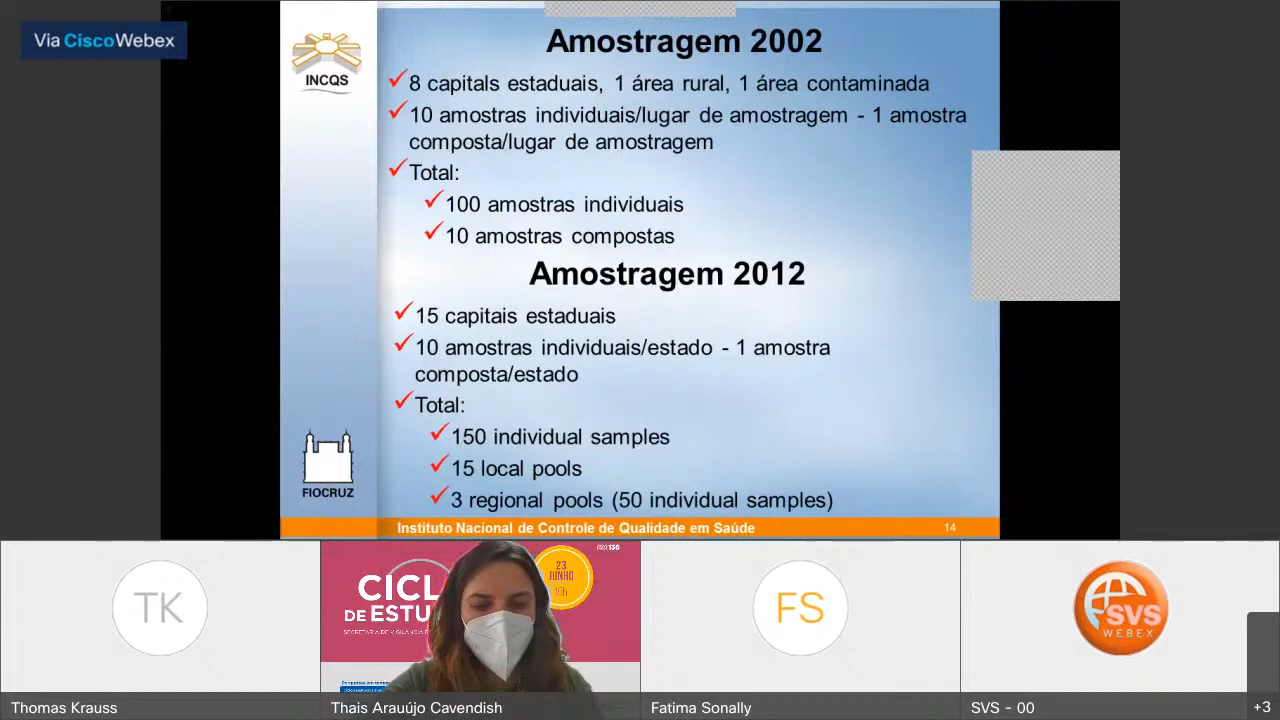 Via CiscoWebex
INCQS
Amostragem 2002
8 capitals estaduais, 1 área rural, 1 área contaminada
10 amostras individuais/lugar de amostragem - 1 amostra
composta/lugar de amostragem
Total:
100 amostras individuais
10 amostras compostas
Amostragem 2012
15 capitais estaduais
10 amostras individuais/estado - 1 amostra
composta/estado
Total:
150 individual samples
15 local pools
3 regional pools (50 individual samples)
FIOCRUZ
Instituto Nacional de Controle de Qualidade em Saúde
14
TK
CICL
DE ESTU
23
JUNHO
136
FS
SVS
WEBEX
Thomas Krauss
Thais Araujo Cavendish
Fatima Sonally
SVS - 00
+3